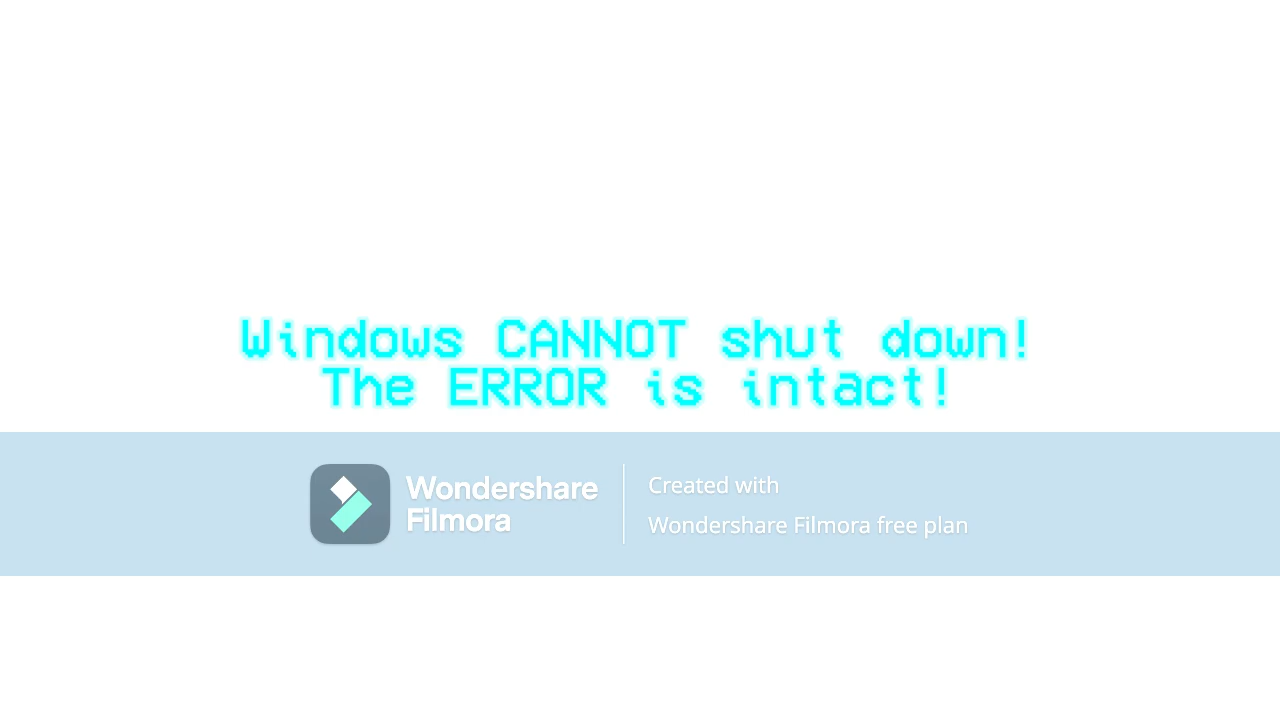 Windows CANNOT shut down!
The ERROR is intact!
Wondershare
Filmora
Created with
Wondershare Filmora free plan